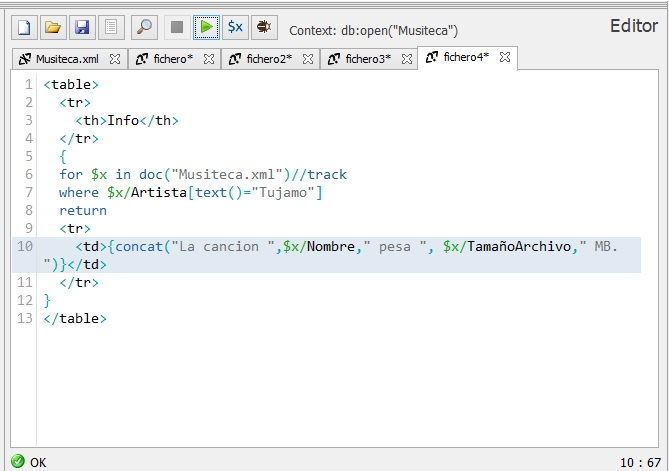 $x
Context: db:open("Musiteca")
Editor
Musiteca.xml
fichero*
fichero2*
fichero3*
fichero4*
1 <table>
2 <tr>
3 <th>Info</th>
4 </tr>
5 {
6 for $x in doc("Musiteca.xml")//track
7 where $x/Artista[text()="Tujamo"]
8 return
9 <tr>
10 <td>{concat("La cancion ",$x/Nombre," pesa ", $x/TamañoArchivo," MB.
")}</td>
11 </tr>
12 }
13 </table>
OK
10 : 67